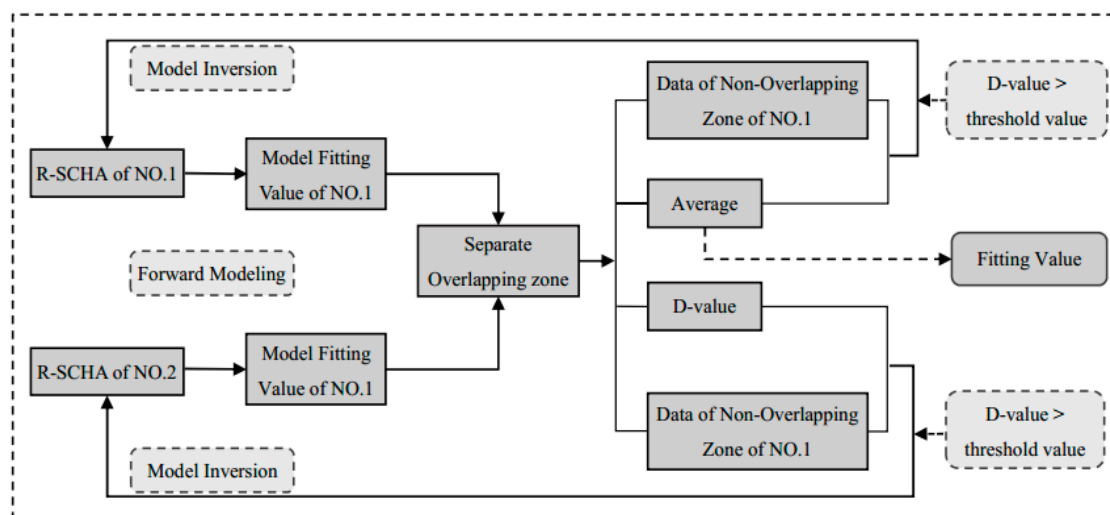 Model Inversion
R-SCHA of NO.1
Model Fitting
Value of NO.1
Forward Modeling
R-SCHA of NO.2
Model Fitting
Value of NO.1
Model Inversion
Separate
Overlapping zone
Data of Non-Overlapping
Zone of NO.1
Average
D-value
Data of Non-Overlapping
Zone of NO.1
D-value >
threshold value
Fitting Value
D-value >
threshold value